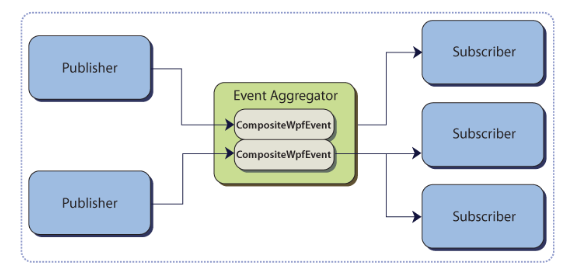 Publisher
Publisher
Event Aggregator
CompositeWpfEvent
CompositeWpfEvent
Subscriber
Subscriber
Subscriber